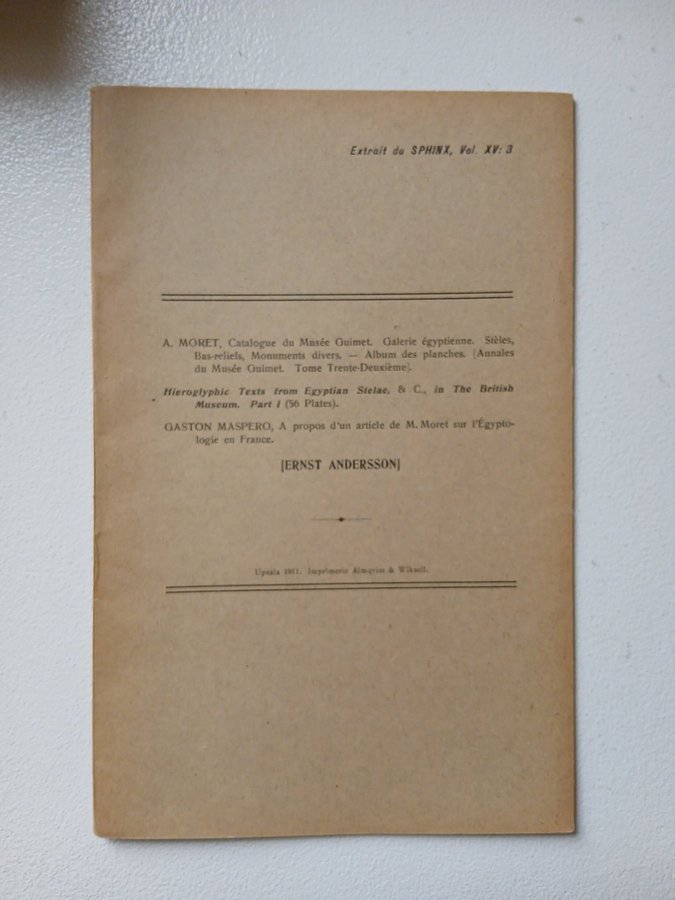 Extrait du SPHINX, Vol. XV: 3
A. MORET, Catalogue du Musée Guimet. Galerie égyptienne. Stèles,
Bas-reliefs, Monuments divers. — Album des planches. [Annales
du Musée Guimet. Tome Trente-Deuxième].
Hieroglyphic Texts from Egyptian Stelae, & C., in The British
Museum. Part I (56 Plates).
GASTON MASPERO, A propos d'un article de M. Moret sur l'Égypto-
logie en France.
[ERNST ANDERSSON]
Upsala 1911. Imprimerie Almqvist & Wiksell.